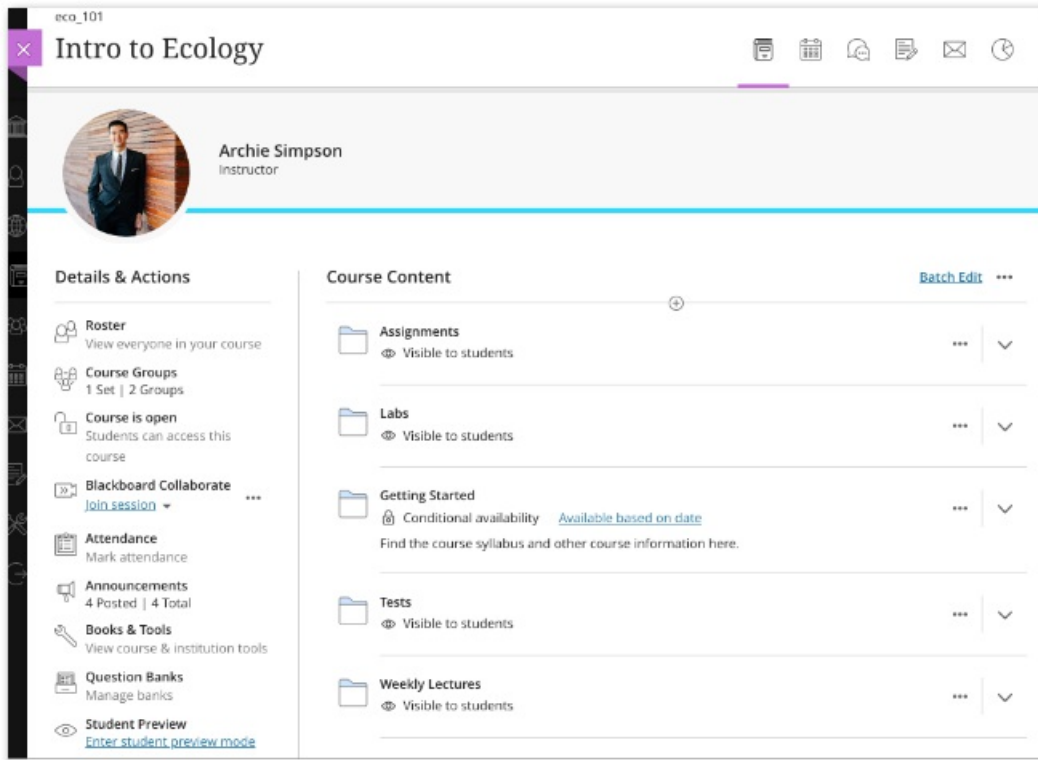 eco_101
Intro to Ecology
Archie Simpson
Instructor
Details & Actions
Roster
View everyone in your course
Course Groups
1 Set | 2 Groups
Course is open
Students can access this
course
Blackboard Collaborate
Join session
Attendance
Mark attendance
Announcements
4 Posted | 4 Total
Books & Tools
View course & institution tools
Question Banks
Manage banks
Student Preview
Enter student preview mode
Course Content
Batch Edit
Assignments
Visible to students
Labs
Visible to students
Getting Started
Conditional availability Available based on date
Find the course syllabus and other course information here.
Tests
Visible to students
Weekly Lectures
Visible to students